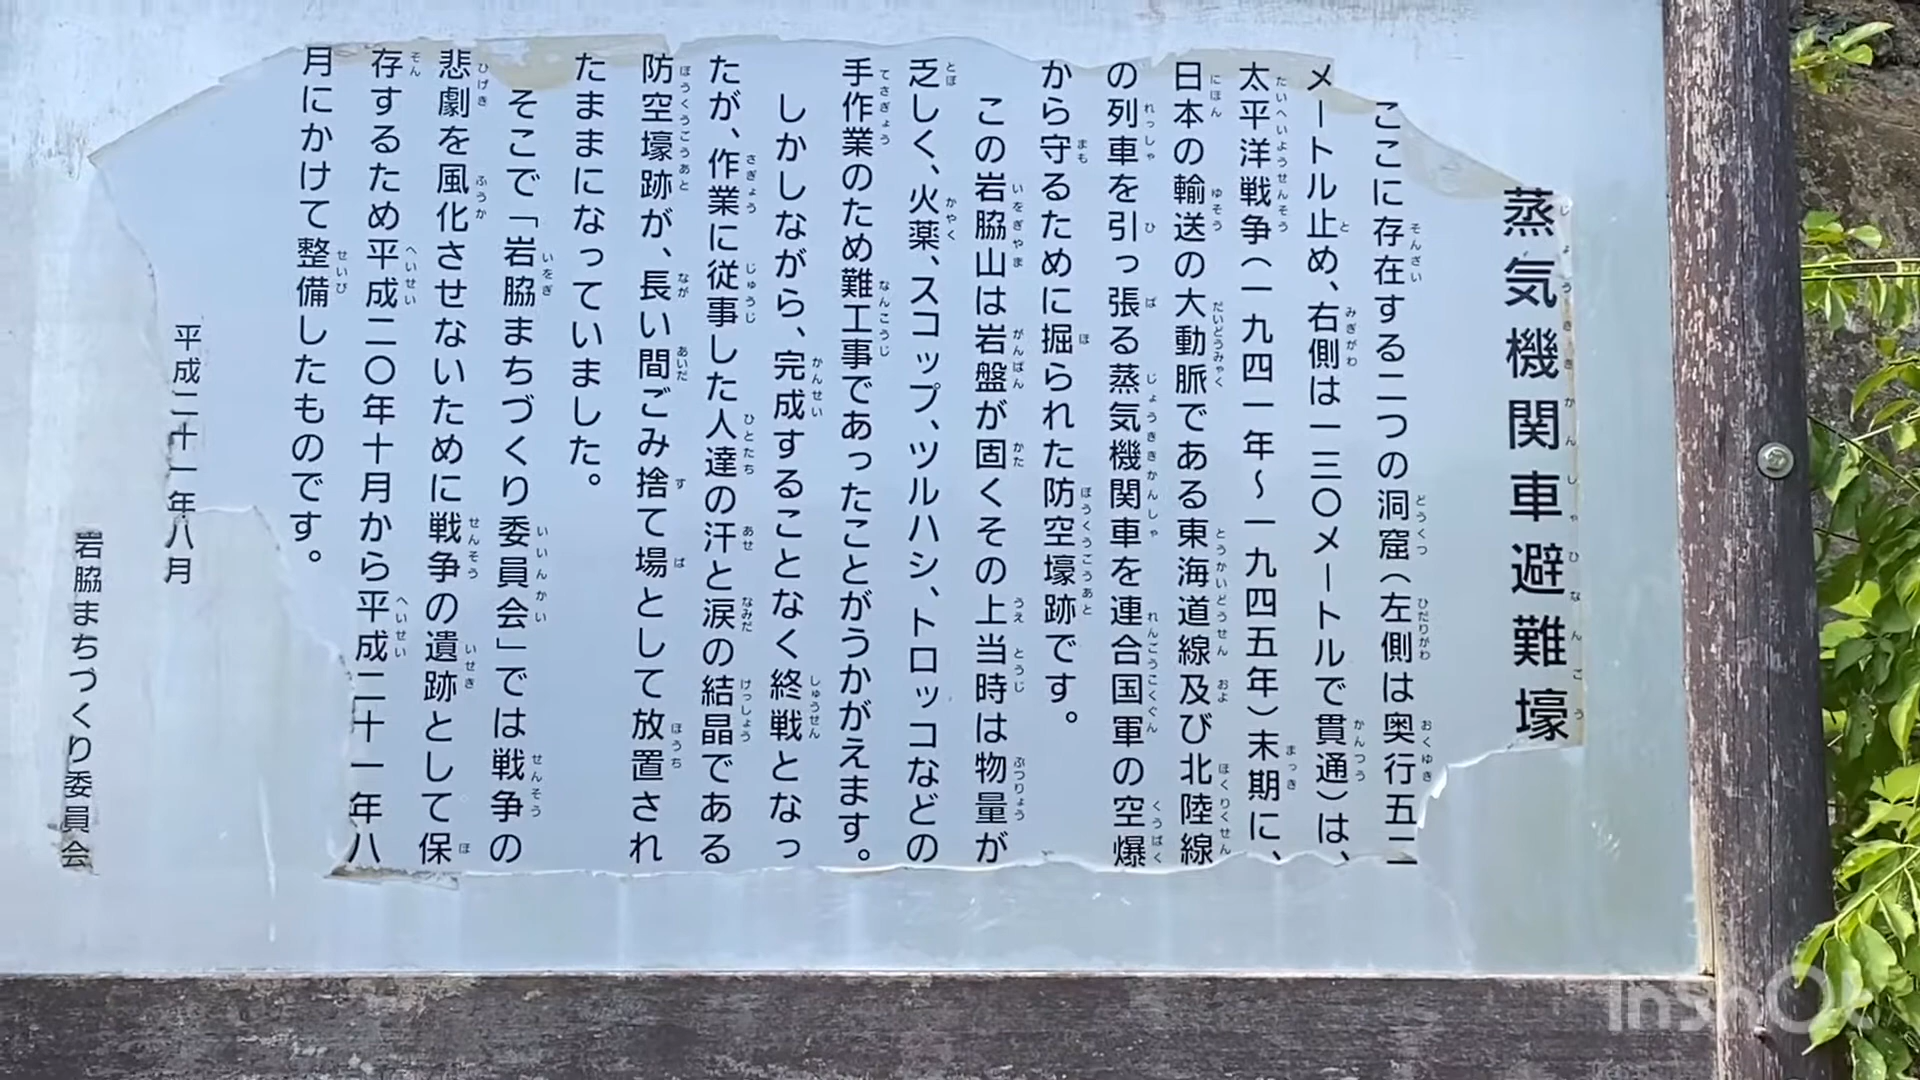 蒸気機関車避難壕
ここに存在する二つの洞窟（左側は奥行五二
メートル止め、右側は一三〇メートルで貫通）は、
太平洋戦争（一九四一年～一九四五年）末期に、
日本の輸送の大動脈である東海道線及び北陸線
の列車を引っ張る蒸気機関車を連合国軍の空爆
から守るために掘られた防空壕跡です。
この岩脇山は岩盤が固くその上当時は物量が
乏しく、火薬、スコップ、ツルハシ、トロッコなどの
手作業のため難工事であったことがうかがえます。
しかしながら、完成することなく終戦となっ
たが、作業に従事した人達の汗と涙の結晶である
防空壕跡が、長い間ごみ捨て場として放置され
たままになっていました。
そこで「岩脇まちづくり委員会」では戦争の
悲劇を風化させないために戦争の遺跡として保
存するため平成二〇年十月から平成二十一年八
月にかけて整備したものです。
平成二十一年八月
岩脇まちづくり委員会
InShOt